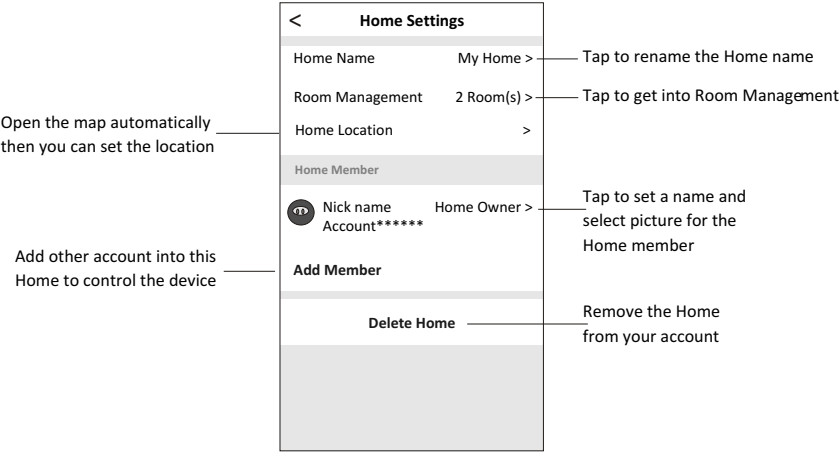 < Home Settings
Home Name My Home >
Tap to rename the Home name
Room Management 2 Room(s) >
Tap to get into Room Management
Home Location >
Open the map automatically
then you can set the location
Home Member
Nick name Home Owner >
Account******
Tap to set a name and
select picture for the
Home member
Add Member
Add other account into this
Home to control the device
Delete Home
Remove the Home
from your account